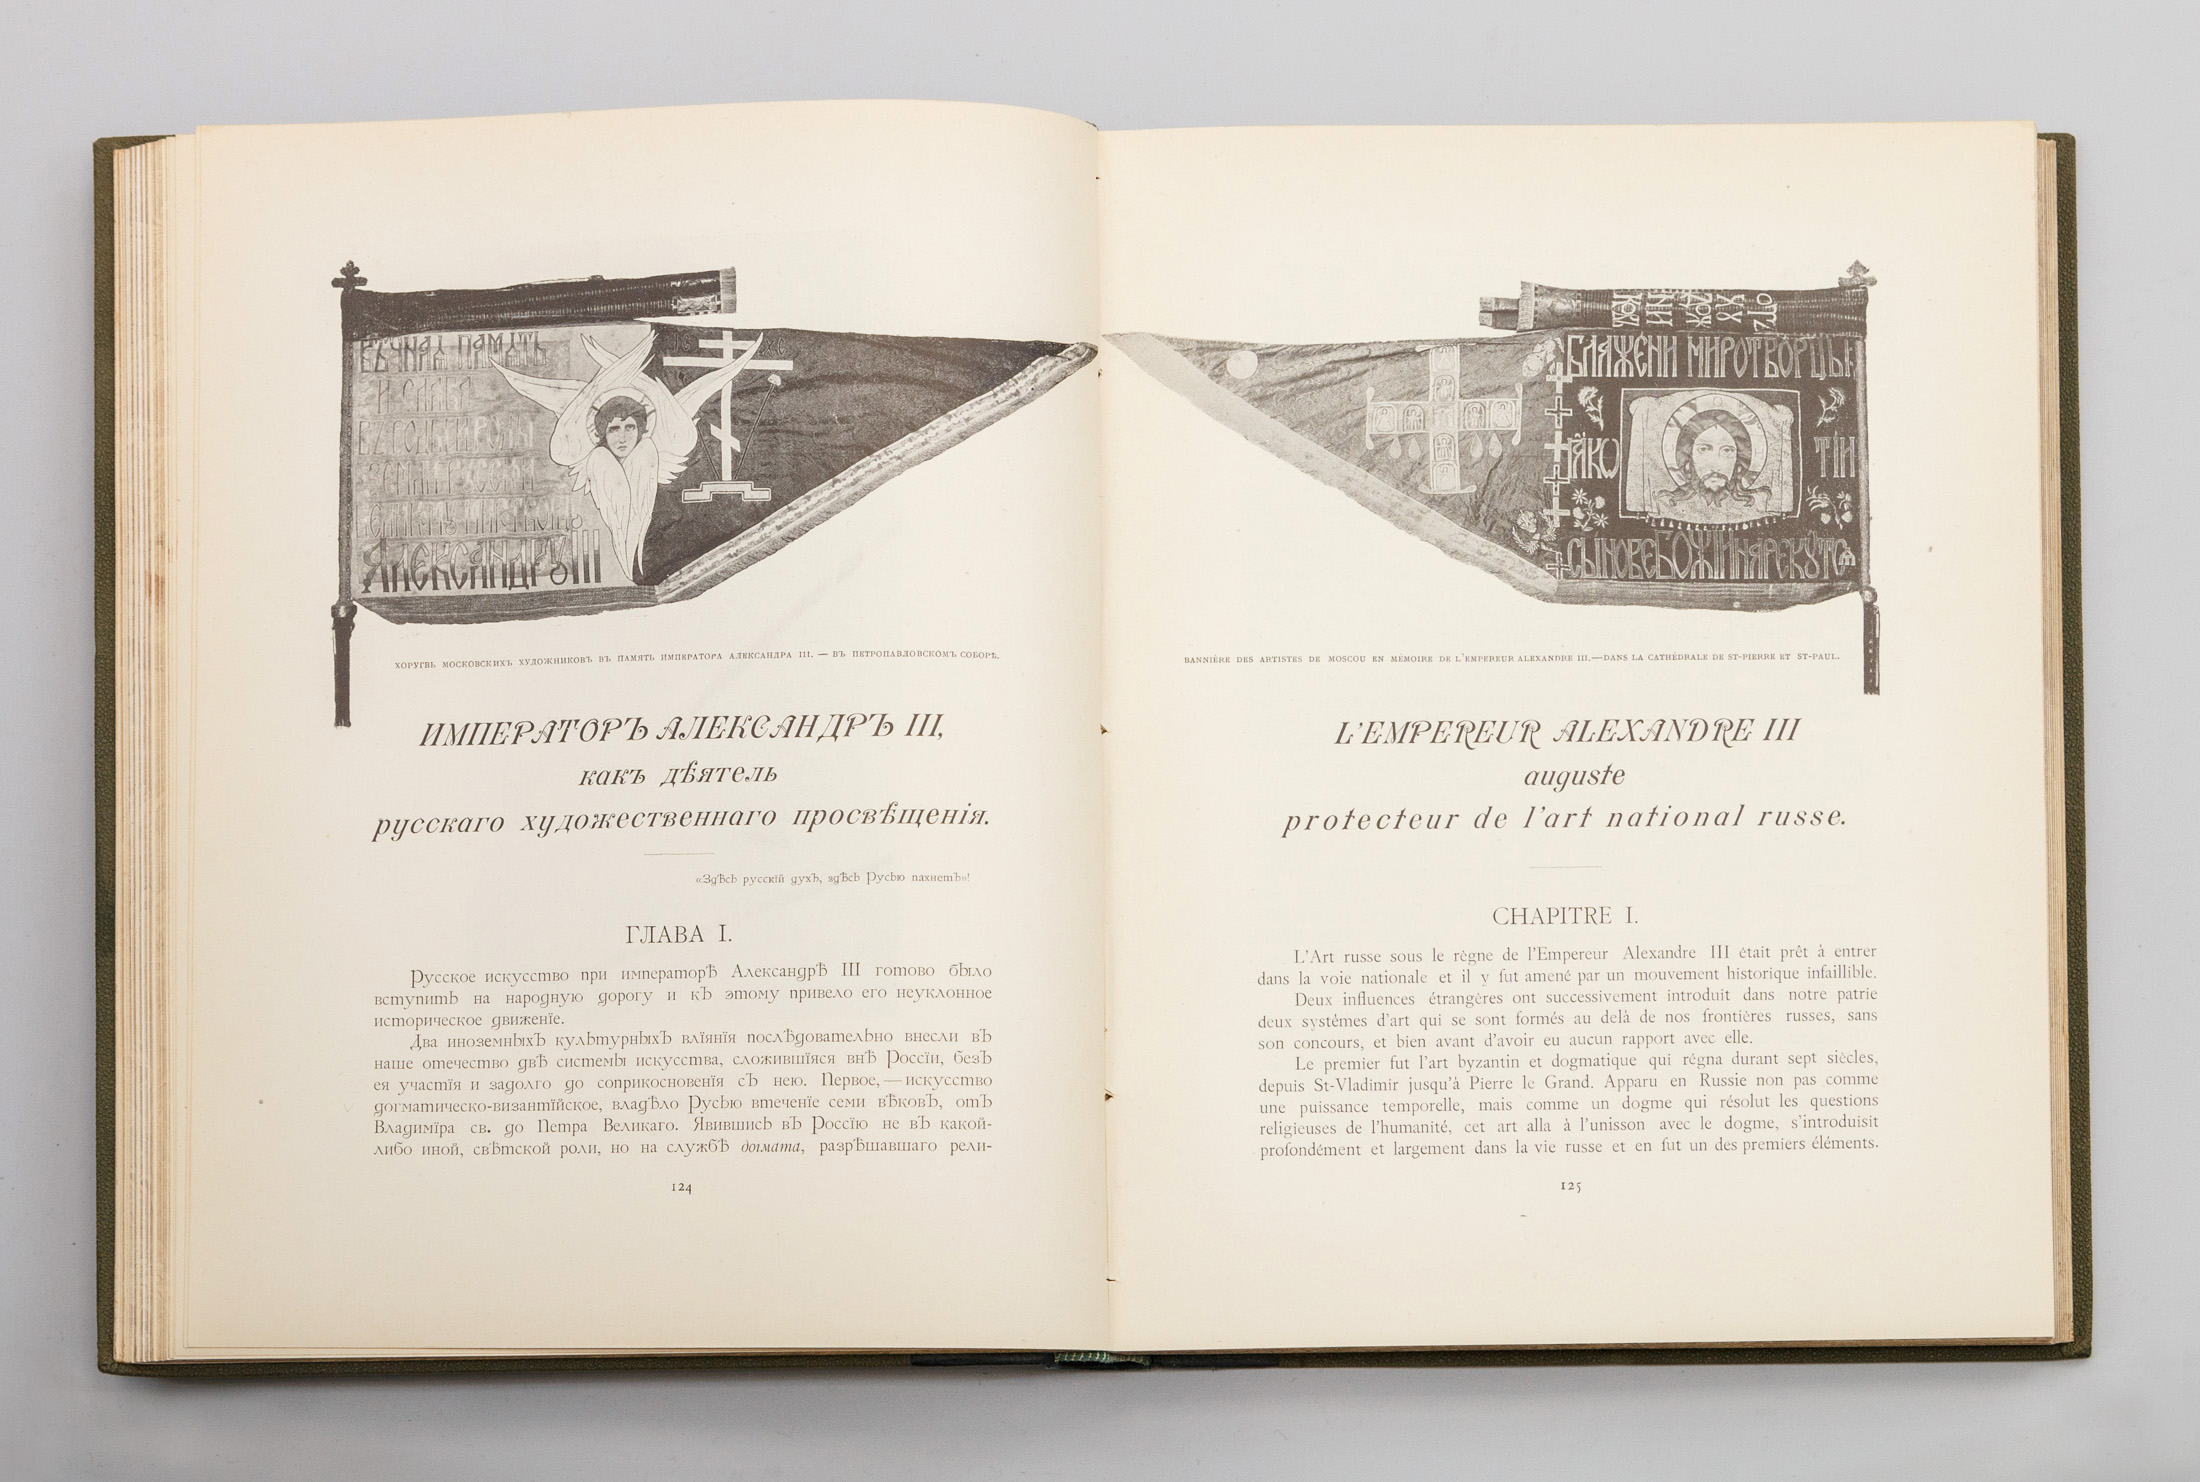 ВѢЧНАЯ ПАМЯТЬ
И СЛАВА
ЗЕМЛИ РУССКОЙ
АЛЕКСАНДРУ III
ХОРУГВЬ МОСКОВСКИХЪ ХУДОЖНИКОВЪ ВЪ ПАМЯТЬ ИМПЕРАТОРА АЛЕКСАНДРА III. — ВЪ ПЕТРОПАВЛОВСКОМЪ СОБОРѢ.
ИМПЕРАТОРЪ АЛЕКСАНДРЪ III,
какъ дѣятель
русскаго художественнаго просвѣщенія.
«Здѣсь русскій духъ, здѣсь Русью пахнетъ»!
ГЛАВА I.
Русское искусство при императорѣ Александрѣ III готово было
вступить на народную дорогу и къ этому привело его неуклонное
историческое движеніе.
Два иноземныхъ культурныхъ вліянія послѣдовательно внесли въ
наше отечество двѣ системы искусства, сложившіяся внѣ Россіи, безъ
ея участія и задолго до соприкосновенія съ нею. Первое,—искусство
догматическо-византійское, владѣло Русью втеченіе семи вѣковъ, отъ
Владиміра св. до Петра Великаго. Явившись въ Россію не въ какой-
либо иной, свѣтской роли, но на службѣ догмата, разрѣшавшаго рели-
124
БЛАЖЕНИ МИРОТВОРЦЫ
ЯКѠ ТІИ
СЫНОВЕ БОЖІИ НАРЕКУТСѦ
BANNIÈRE DES ARTISTES DE MOSCOU EN MÉMOIRE DE L'EMPEREUR ALEXANDRE III.—DANS LA CATHÉDRALE DE ST-PIERRE ET ST-PAUL.
L'EMPEREUR ALEXANDRE III
auguste
protecteur de l'art national russe.
CHAPITRE I.
L'Art russe sous le règne de l'Empereur Alexandre III était prêt à entrer
dans la voie nationale et il y fut amené par un mouvement historique infaillible.
Deux influences étrangères ont successivement introduit dans notre patrie
deux systèmes d'art qui se sont formés au delà de nos frontières russes, sans
son concours, et bien avant d'avoir eu aucun rapport avec elle.
Le premier fut l'art byzantin et dogmatique qui régna durant sept siècles,
depuis St-Vladimir jusqu'à Pierre le Grand. Apparu en Russie non pas comme
une puissance temporelle, mais comme un dogme qui résolut les questions
religieuses de l'humanité, cet art alla à l'unisson avec le dogme, s'introduisit
profondément et largement dans la vie russe et en fut un des premiers éléments.
125